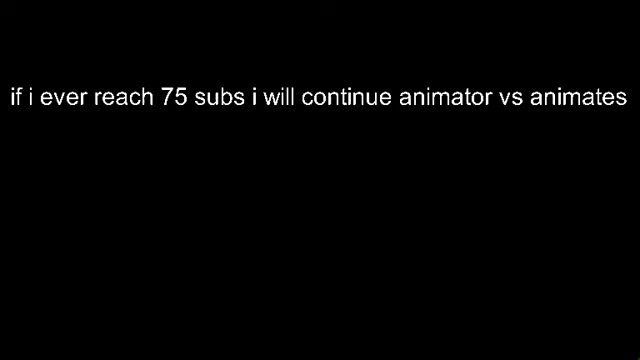 if i ever reach 75 subs i will continue animator vs animates